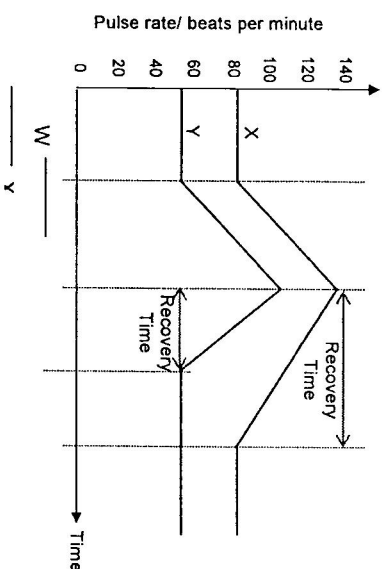 Pulse rate/ beats per minute
140
120
100
80
60
40
20
0
X
Y
Recovery
Time
Recovery
Time
Time
W
Y